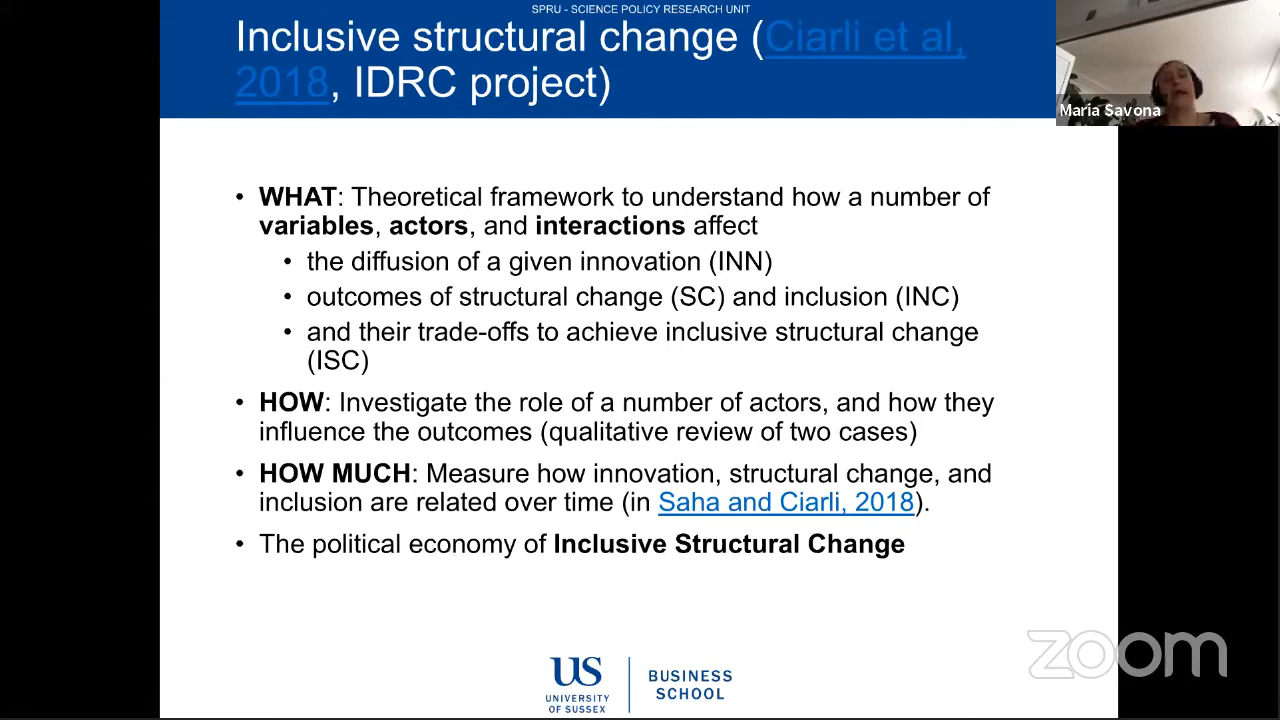 SPRU - SCIENCE POLICY RESEARCH UNIT
Inclusive structural change (Ciarli et al,
2018, IDRC project)
Maria Savona
• WHAT: Theoretical framework to understand how a number of
variables, actors, and interactions affect
• the diffusion of a given innovation (INN)
• outcomes of structural change (SC) and inclusion (INC)
• and their trade-offs to achieve inclusive structural change
(ISC)
• HOW: Investigate the role of a number of actors, and how they
influence the outcomes (qualitative review of two cases)
• HOW MUCH: Measure how innovation, structural change, and
inclusion are related over time (in Saha and Ciarli, 2018).
• The political economy of Inclusive Structural Change
US
UNIVERSITY
OF SUSSEX
BUSINESS
SCHOOL
zoom